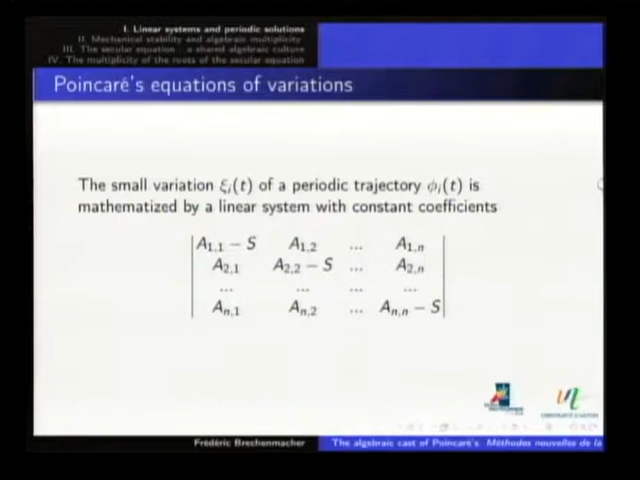 I. Linear systems and periodic solutions
II. Mechanical stability and algebraic multiplicity
III. The secular equation : a shared algebraic culture
IV. The multiplicity of the roots of the secular equation
Poincaré's equations of variations
The small variation ξᵢ(t) of a periodic trajectory ϕᵢ(t) is
mathematized by a linear system with constant coefficients
A₁,₁ − S A₁,₂ ... A₁,ₙ
A₂,₁ A₂,₂ − S ... A₂,ₙ
... ... ... ...
Aₙ,₁ Aₙ,₂ ... Aₙ,ₙ − S
Frédéric Brechenmacher
The algebraic cast of Poincaré's Méthodes nouvelles de la